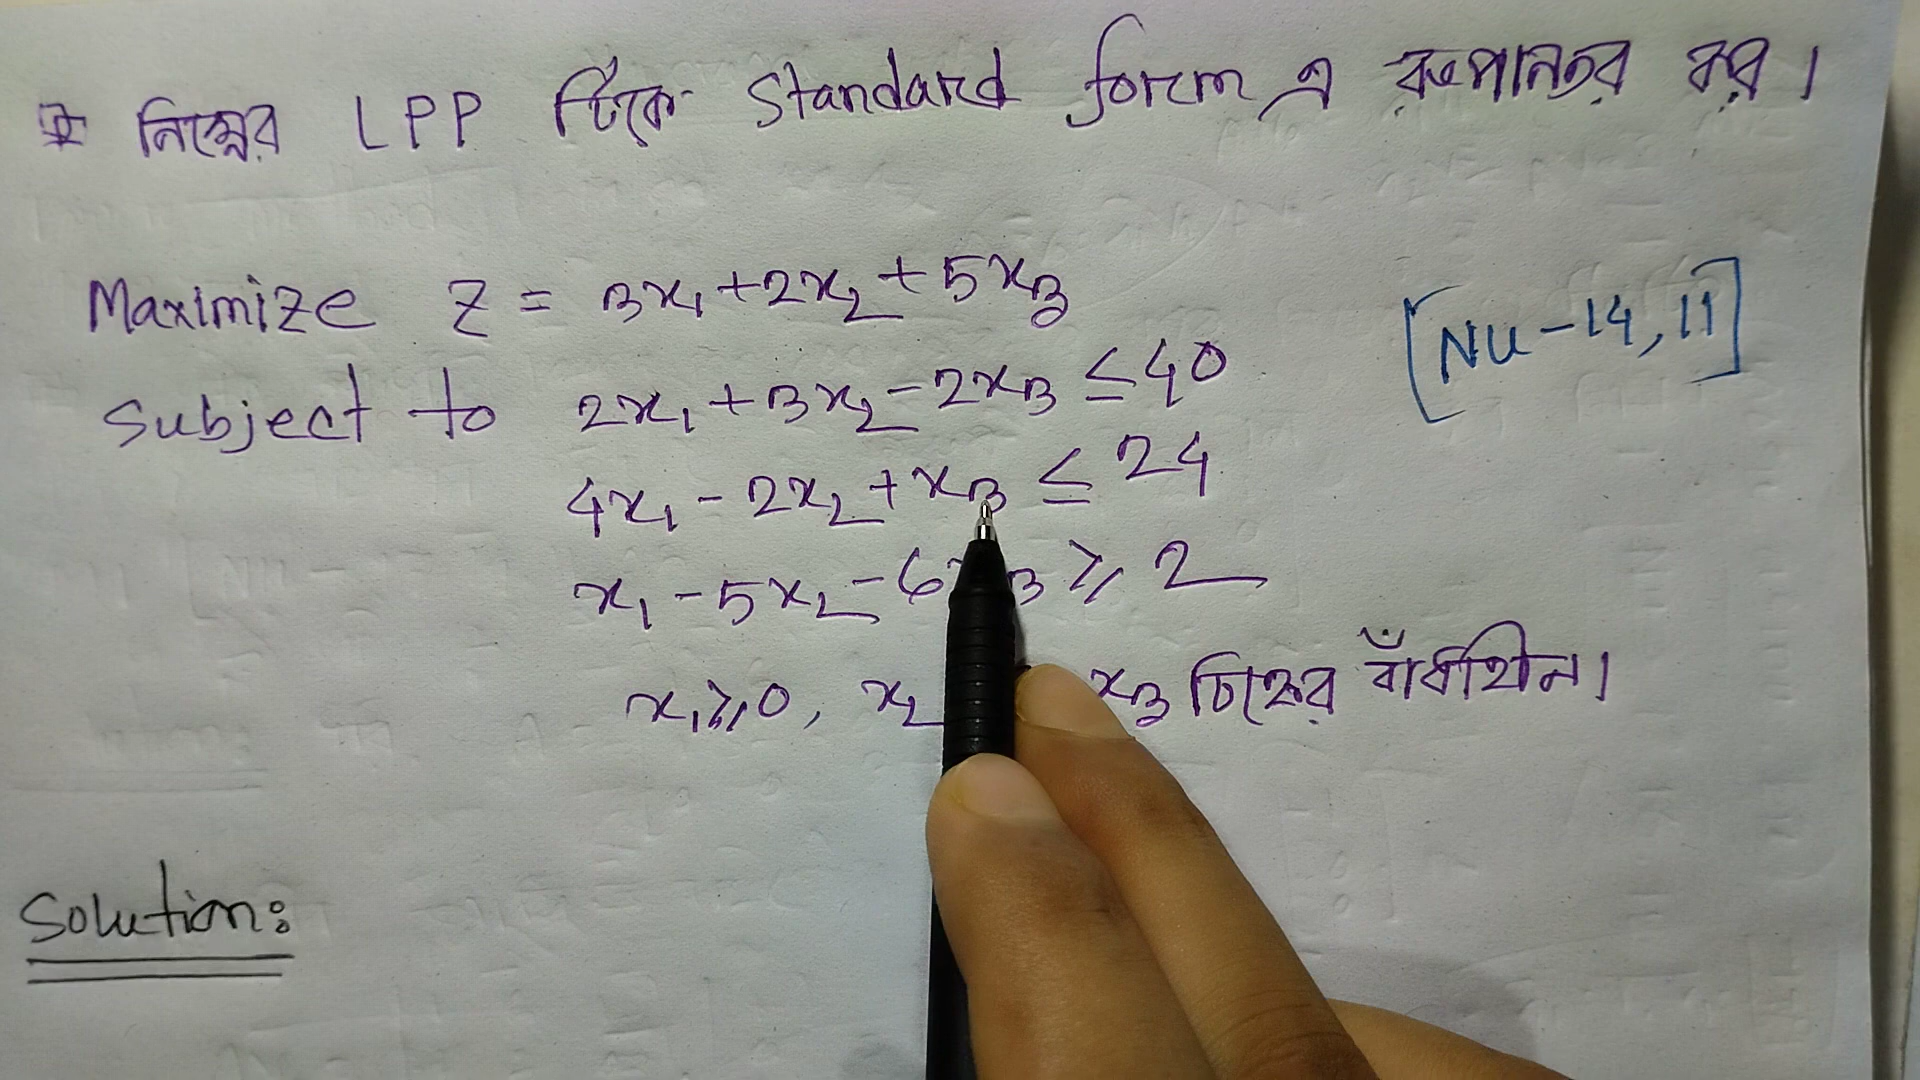 নিম্নের LPP টিকে Standard form এ রূপান্তর কর।
Maximize Z = 3x₁+2x₂+5x₃
[NU-14, 11]
Subject to 2x₁+3x₂-2x₃ ≤ 40
4x₁-2x₂+x₃ ≤ 24
x₁-5x₂-6x₃ ≥ 2
x₁≥0, x₂ x₃ চিহ্নের বাঁধাহীন।
Solution: